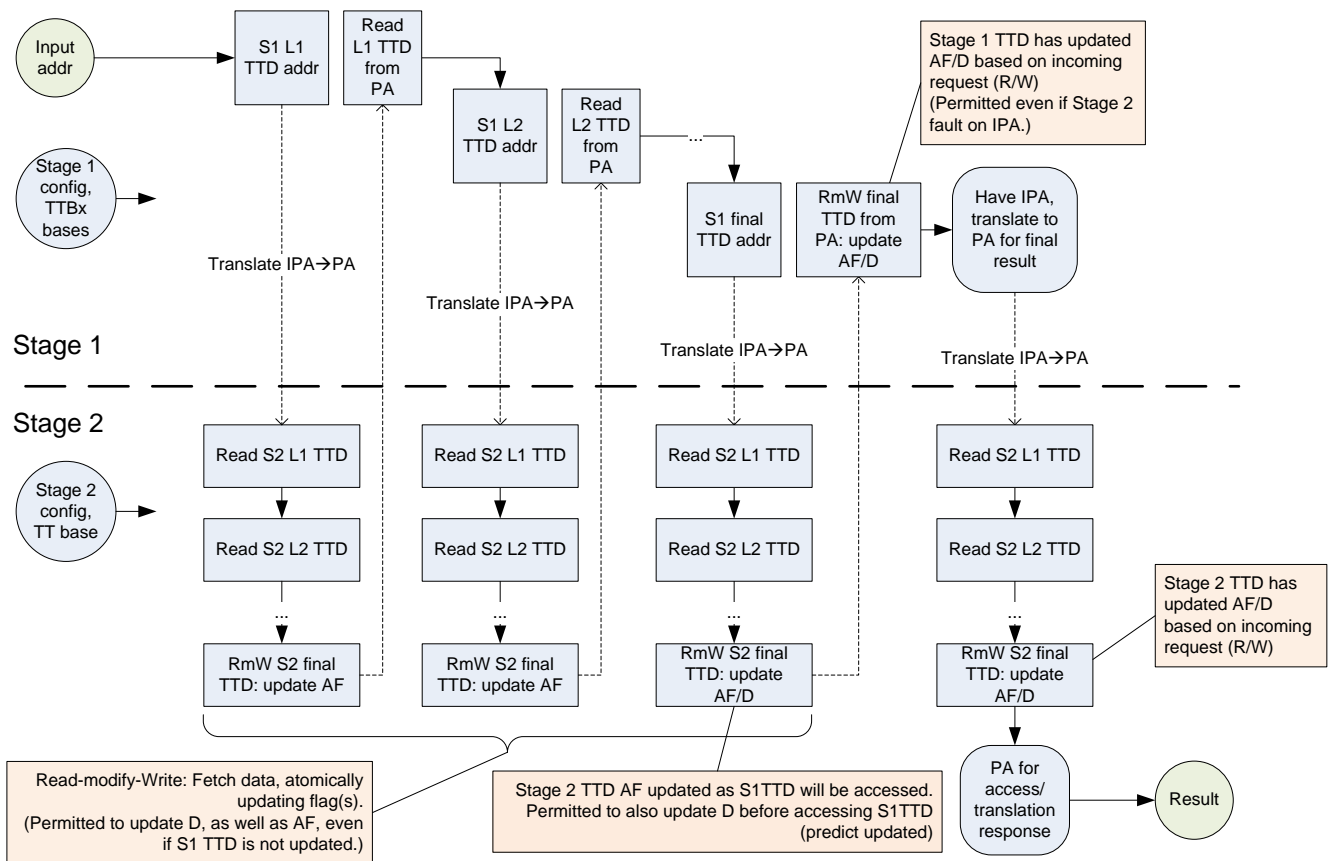 Input
addr
S1 L1
TTD addr
Read
L1 TTD
from
PA
S1 L2
TTD addr
Read
L2 TTD
from
PA
...
Stage 1 TTD has updated
AF/D based on incoming
request (R/W)
(Permitted even if Stage 2
fault on IPA.)
Stage 1
config,
TTBx
bases
S1 final
TTD addr
RmW final
TTD from
PA: update
AF/D
Have IPA,
translate to
PA for final
result
Translate IPA→PA
Translate IPA→PA
Translate IPA→PA
Translate IPA→PA
Stage 1
Stage 2
Stage 2
config,
TT base
Read S2 L1 TTD
Read S2 L2 TTD
...
RmW S2 final
TTD: update AF
Read S2 L1 TTD
Read S2 L2 TTD
...
RmW S2 final
TTD: update AF
Read S2 L1 TTD
Read S2 L2 TTD
...
RmW S2 final
TTD: update
AF/D
Read S2 L1 TTD
Read S2 L2 TTD
...
RmW S2 final
TTD: update
AF/D
Stage 2 TTD has
updated AF/D
based on incoming
request (R/W)
Read-modify-Write: Fetch data, atomically
updating flag(s).
(Permitted to update D, as well as AF, even
if S1 TTD is not updated.)
Stage 2 TTD AF updated as S1TTD will be accessed.
Permitted to also update D before accessing S1TTD
(predict updated)
PA for
access/
translation
response
Result